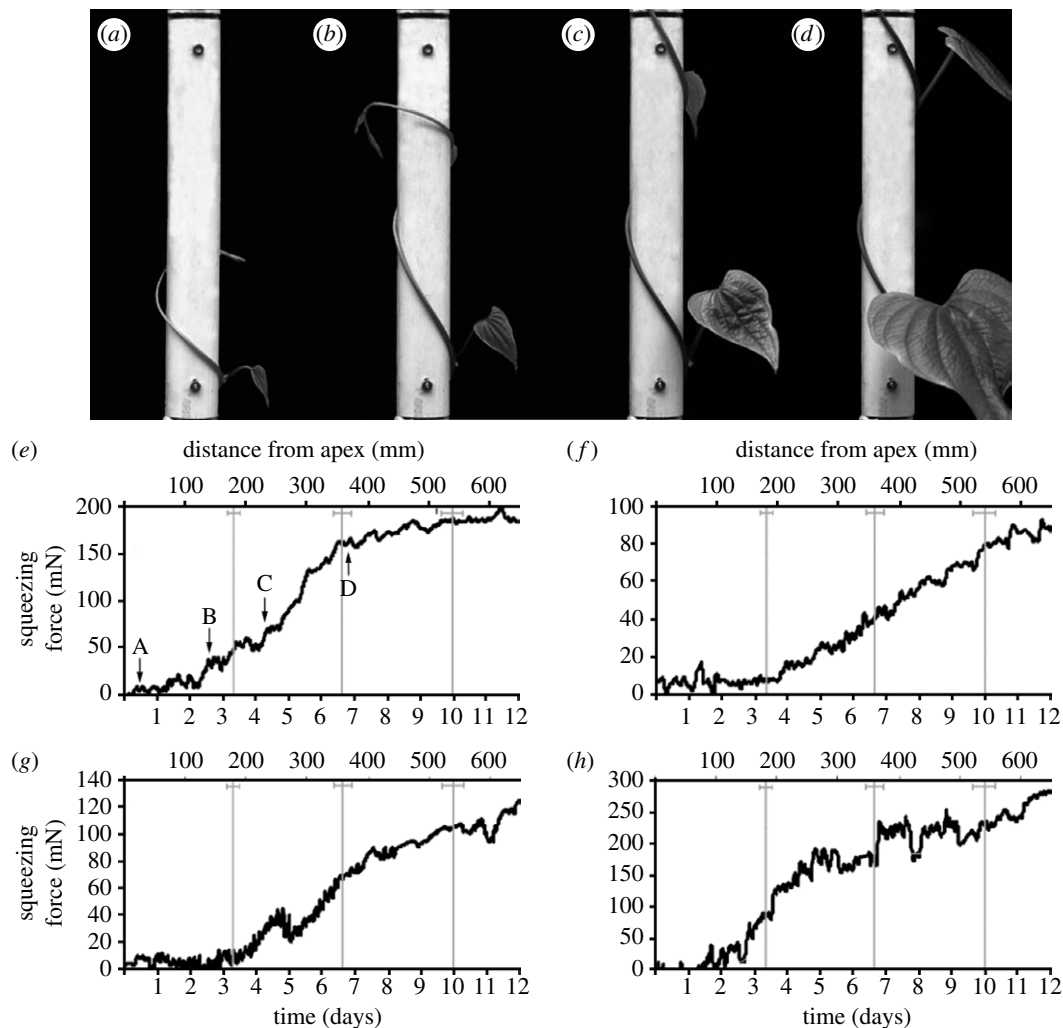 (a) (b) (c) (d)
(e) distance from apex (mm) (f) distance from apex (mm)
100 200 300 400 500 600 100 200 300 400 500 600
200 150 100 50 0
squeezing
force (mN)
A B C D
1 2 3 4 5 6 7 8 9 10 11 12
100 80 60 40 20 0
1 2 3 4 5 6 7 8 9 10 11 12
(g) 100 200 300 400 500 600 (h) 100 200 300 400 500 600
140 120 100 80 60 40 20 0
squeezing
force (mN)
1 2 3 4 5 6 7 8 9 10 11 12
time (days)
300 250 200 150 100 50 0
1 2 3 4 5 6 7 8 9 10 11 12
time (days)